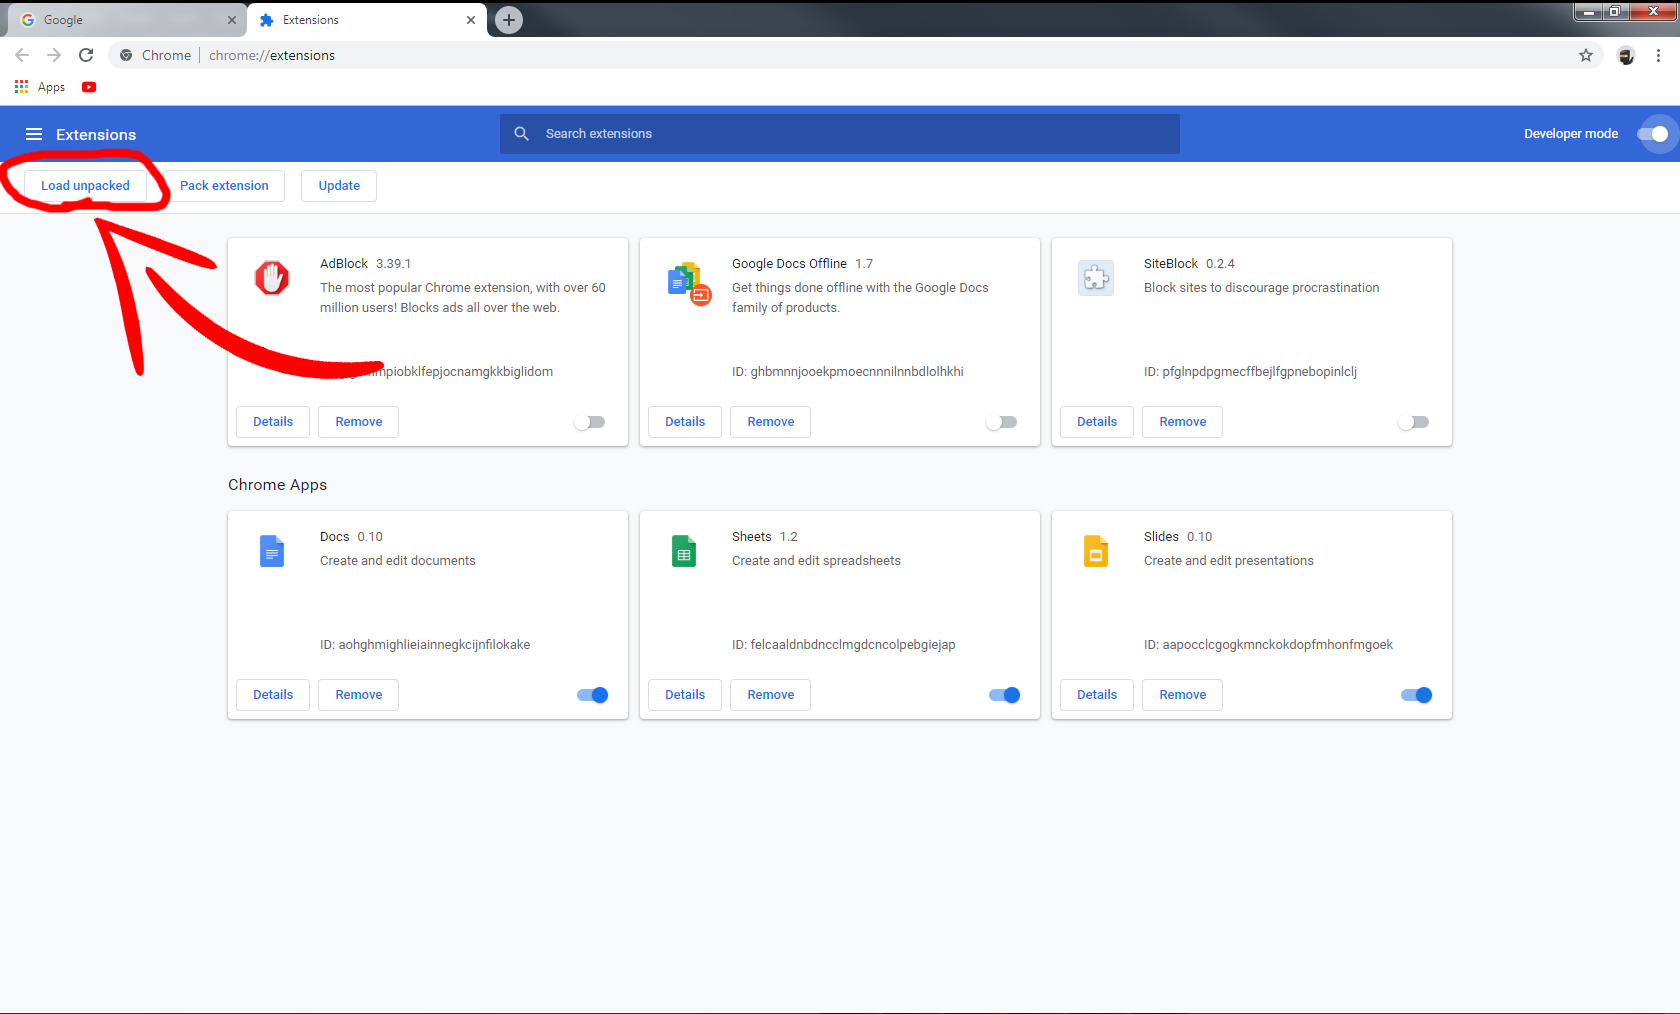 Google
Extensions
Chrome
chrome://extensions
Apps
Extensions
Search extensions
Developer mode
Load unpacked
Pack extension
Update
AdBlock 3.39.1
The most popular Chrome extension, with over 60
million users! Blocks ads all over the web.
Details
Remove
Google Docs Offline 1.7
Get things done offline with the Google Docs
family of products.
ID: ghbmnnjooekpmoecnnnilnnbdlolhkhi
Details
Remove
SiteBlock 0.2.4
Block sites to discourage procrastination
ID: pfglnpdpgmecffbejlfgpnebopinlclj
Details
Remove
Chrome Apps
Docs 0.10
Create and edit documents
ID: aohghmighlieiainnegkcijnfilokake
Details
Remove
Sheets 1.2
Create and edit spreadsheets
ID: felcaaldnbdncclmgdcncolpebgiejap
Details
Remove
Slides 0.10
Create and edit presentations
ID: aapocclcgogkmnckokdopfmhonfmgoek
Details
Remove